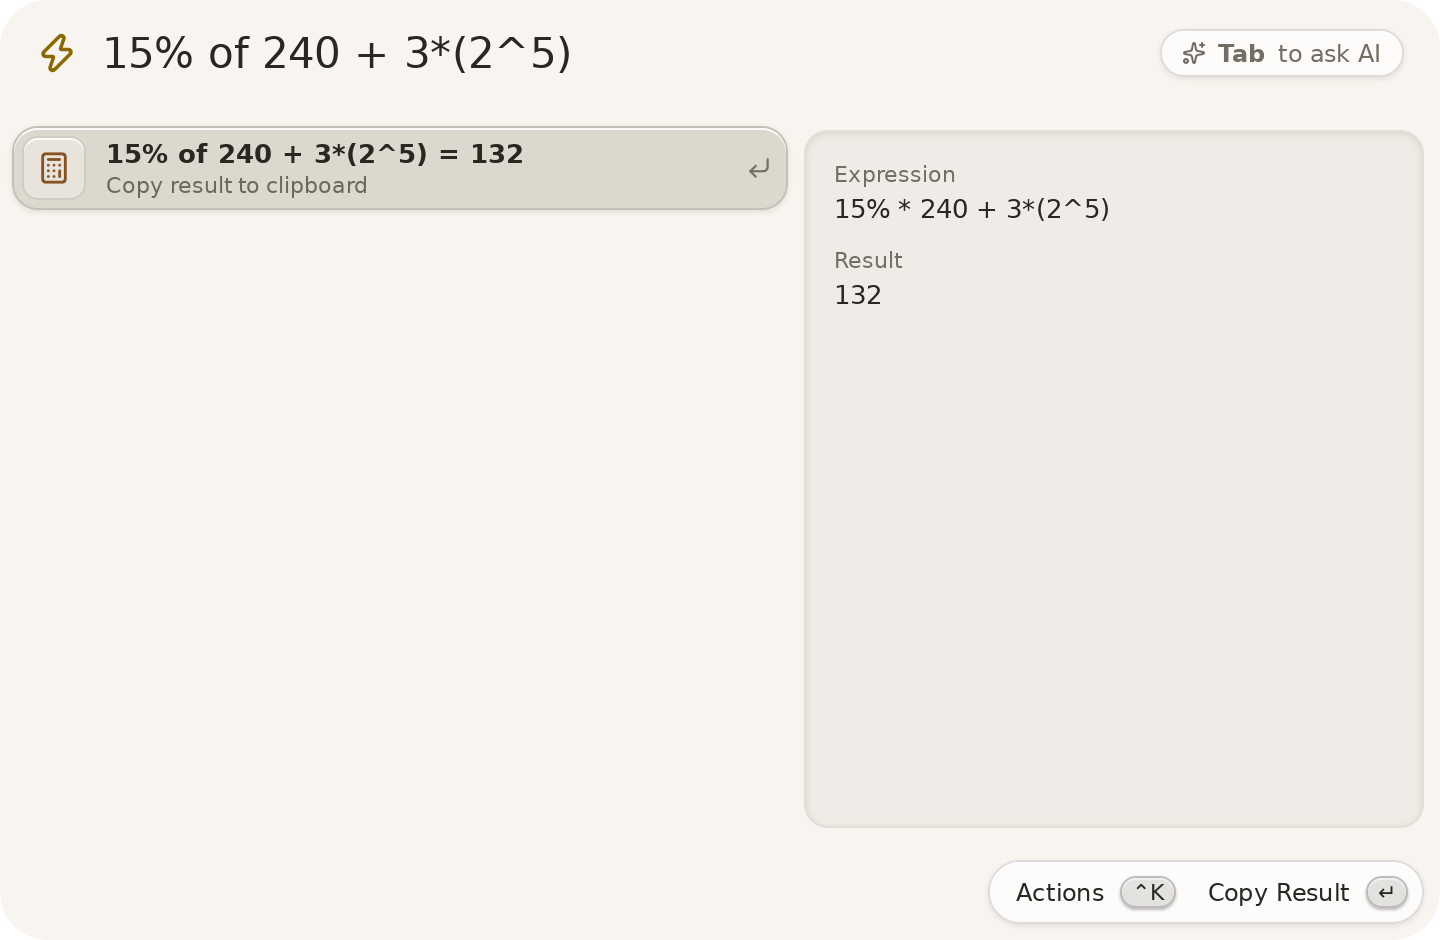 15% of 240 + 3*(2^5)
Tab to ask AI
15% of 240 + 3*(2^5) = 132
Copy result to clipboard
Expression
15% * 240 + 3*(2^5)
Result
132
Actions ^K Copy Result ↵